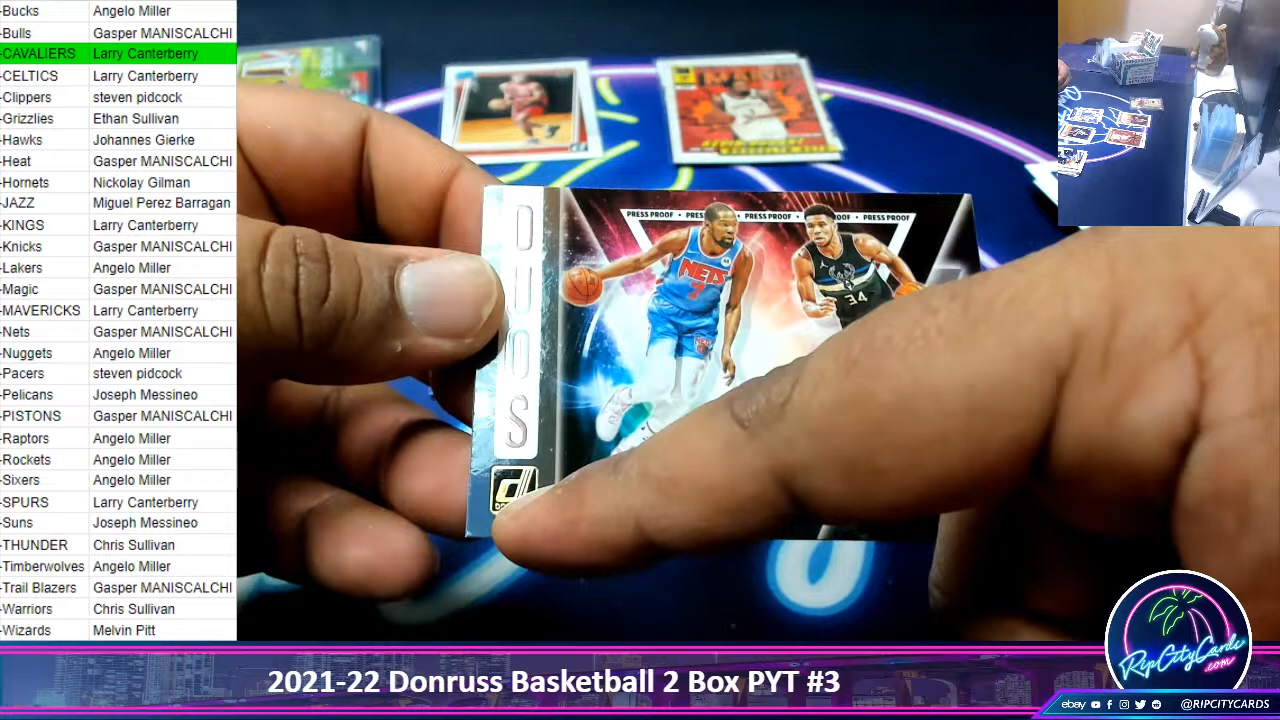 -Bucks Angelo Miller
-Bulls Gasper MANISCALCHI
-CAVALIERS Larry Canterberry
-CELTICS Larry Canterberry
-Clippers steven pidcock
-Grizzlies Ethan Sullivan
-Hawks Johannes Gierke
-Heat Gasper MANISCALCHI
-Hornets Nickolay Gilman
-JAZZ Miguel Perez Barragan
-KINGS Larry Canterberry
-Knicks Gasper MANISCALCHI
-Lakers Angelo Miller
-Magic Gasper MANISCALCHI
-MAVERICKS Larry Canterberry
-Nets Gasper MANISCALCHI
-Nuggets Angelo Miller
-Pacers steven pidcock
-Pelicans Joseph Messineo
-PISTONS Gasper MANISCALCHI
-Raptors Angelo Miller
-Rockets Angelo Miller
-Sixers Angelo Miller
-SPURS Larry Canterberry
-Suns Joseph Messineo
-THUNDER Chris Sullivan
-Timberwolves Angelo Miller
-Trail Blazers Gasper MANISCALCHI
-Warriors Chris Sullivan
-Wizards Melvin Pitt
PRESS PROOF • PRESS PROOF • PRESS PROOF
DUOS
NETS
7
34
2021-22 Donruss Basketball 2 Box PYT #3
RipCityCards
.com
ebay @RIPCITYCARDS